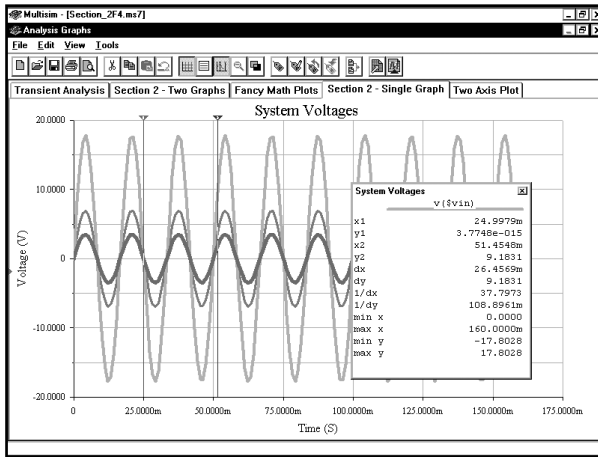 Multisim - [Section_2F4.ms7]
Analysis Graphs
File Edit View Tools
Transient Analysis Section 2 - Two Graphs Fancy Math Plots Section 2 - Single Graph Two Axis Plot
System Voltages
20.0000
10.0000
0
-10.0000
-20.0000
Voltage (V)
System Voltages
v($vin)
x1 24.9979m
y1 3.7748e-015
x2 51.4548m
y2 9.1831
dx 26.4569m
dy 9.1831
1/dx 37.7973
1/dy 108.8961m
min x 0.0000
max x 160.0000m
min y -17.8028
max y 17.8028
0 25.0000m 50.0000m 75.0000m 100.0000m 125.0000m 150.0000m 175.0000m
Time (S)